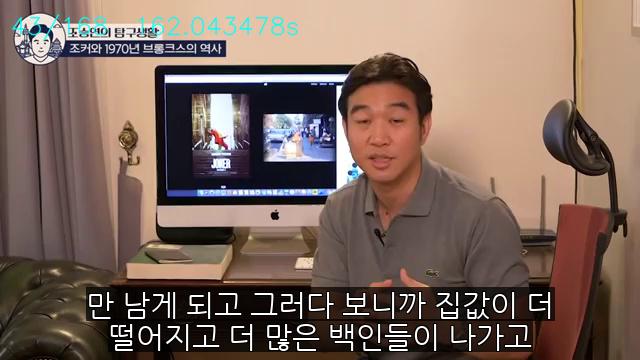 43/168 162.043478s
조승연의 탐구생활
조커와 1970년 브롱크스의 역사
JOKER
만 남게 되고 그러다 보니까 집값이 더
떨어지고 더 많은 백인들이 나가고